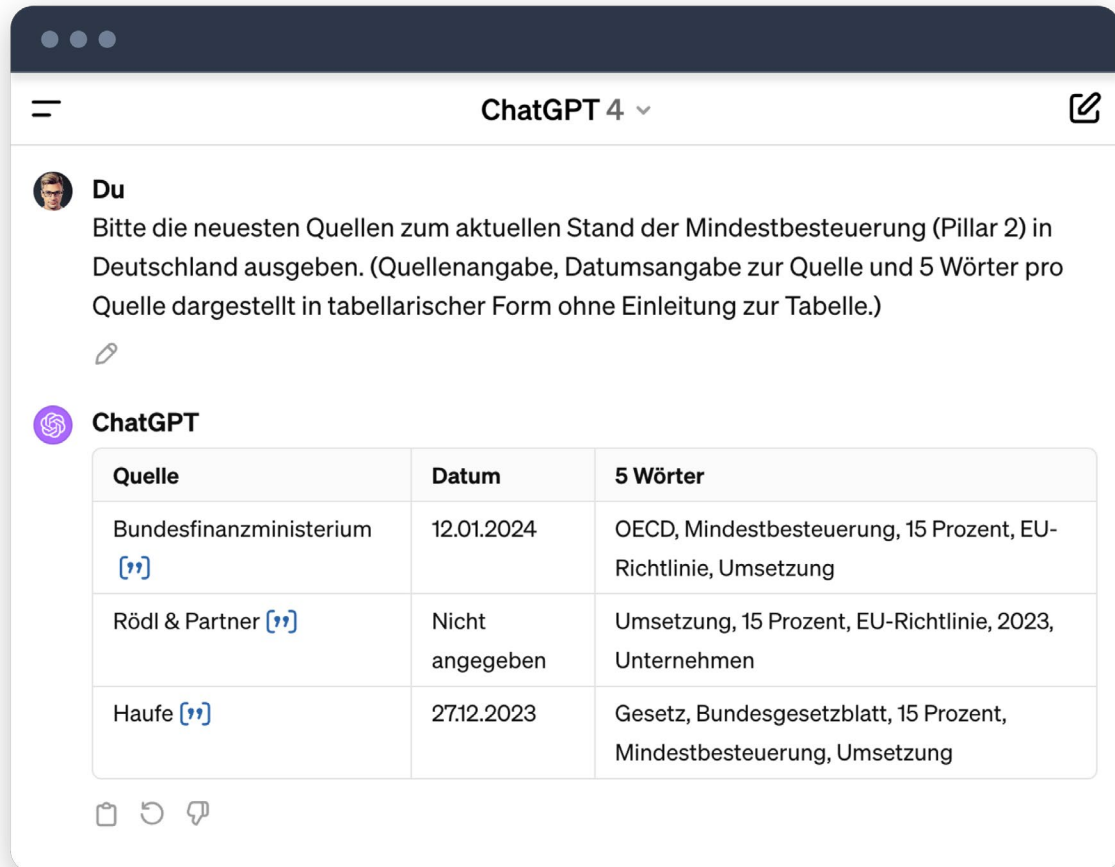 ChatGPT 4
Du
Bitte die neuesten Quellen zum aktuellen Stand der Mindestbesteuerung (Pillar 2) in
Deutschland ausgeben. (Quellenangabe, Datumsangabe zur Quelle und 5 Wörter pro
Quelle dargestellt in tabellarischer Form ohne Einleitung zur Tabelle.)
ChatGPT
Quelle Datum 5 Wörter
Bundesfinanzministerium 12.01.2024 OECD, Mindestbesteuerung, 15 Prozent, EU-
["] Richtlinie, Umsetzung
Rödl & Partner ["] Nicht Umsetzung, 15 Prozent, EU-Richtlinie, 2023,
angegeben Unternehmen
Haufe ["] 27.12.2023 Gesetz, Bundesgesetzblatt, 15 Prozent,
Mindestbesteuerung, Umsetzung